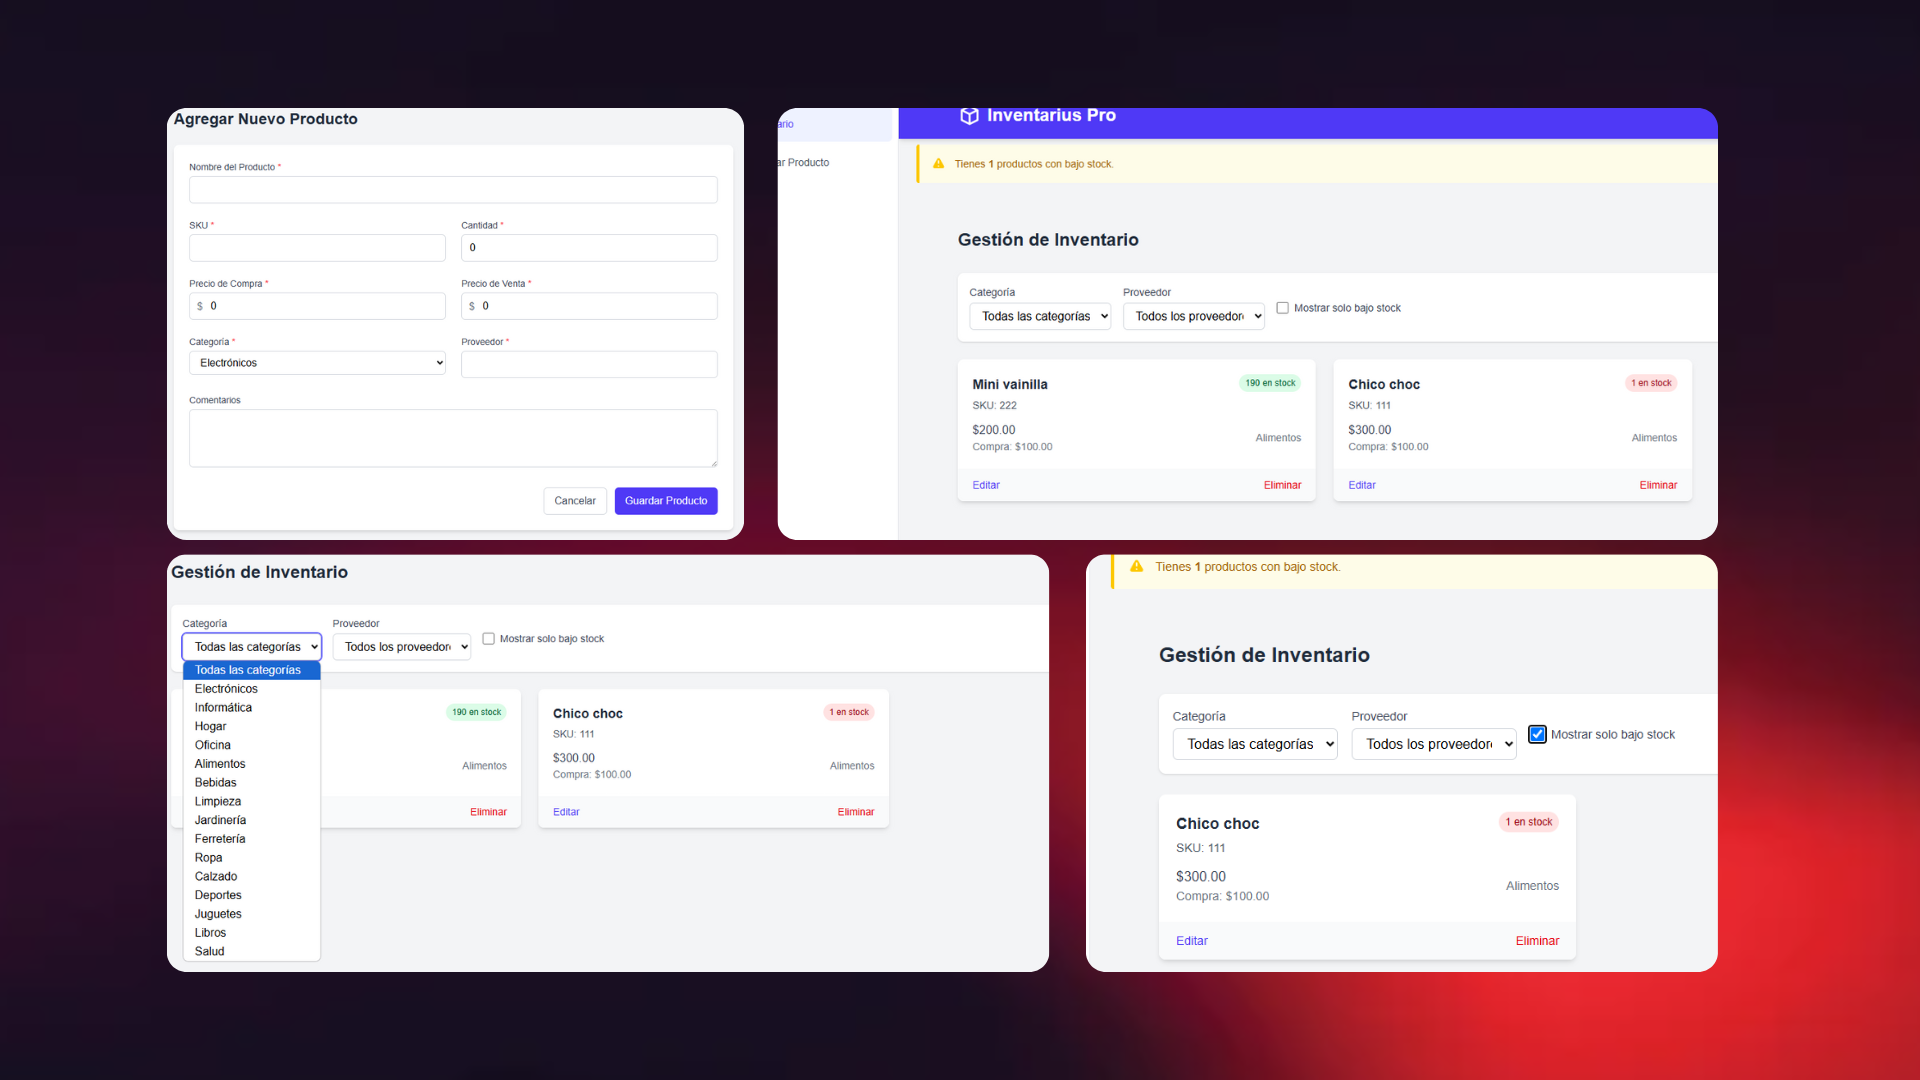 Agregar Nuevo Producto
Nombre del Producto *
SKU *
Cantidad *
0
Precio de Compra *
Precio de Venta *
$ 0
$ 0
Categoría *
Proveedor *
Electrónicos
Comentarios
Cancelar
Guardar Producto
ario
Inventarius Pro
ar Producto
Tienes 1 productos con bajo stock.
Gestión de Inventario
Categoría
Proveedor
Todas las categorías
Todos los proveedor
Mostrar solo bajo stock
Mini vainilla
190 en stock
SKU: 222
$200.00
Compra: $100.00
Alimentos
Editar
Eliminar
Chico choc
1 en stock
SKU: 111
$300.00
Compra: $100.00
Alimentos
Editar
Eliminar
Gestión de Inventario
Categoría
Proveedor
Todas las categorías
Todos los proveedor
Mostrar solo bajo stock
Todas las categorías
Electrónicos
Informática
Hogar
Oficina
Alimentos
Bebidas
Limpieza
Jardinería
Ferretería
Ropa
Calzado
Deportes
Juguetes
Libros
Salud
190 en stock
Alimentos
Eliminar
Chico choc
1 en stock
SKU: 111
$300.00
Compra: $100.00
Alimentos
Editar
Eliminar
Tienes 1 productos con bajo stock.
Gestión de Inventario
Categoría
Proveedor
Todas las categorías
Todos los proveedor
Mostrar solo bajo stock
Chico choc
1 en stock
SKU: 111
$300.00
Compra: $100.00
Alimentos
Editar
Eliminar